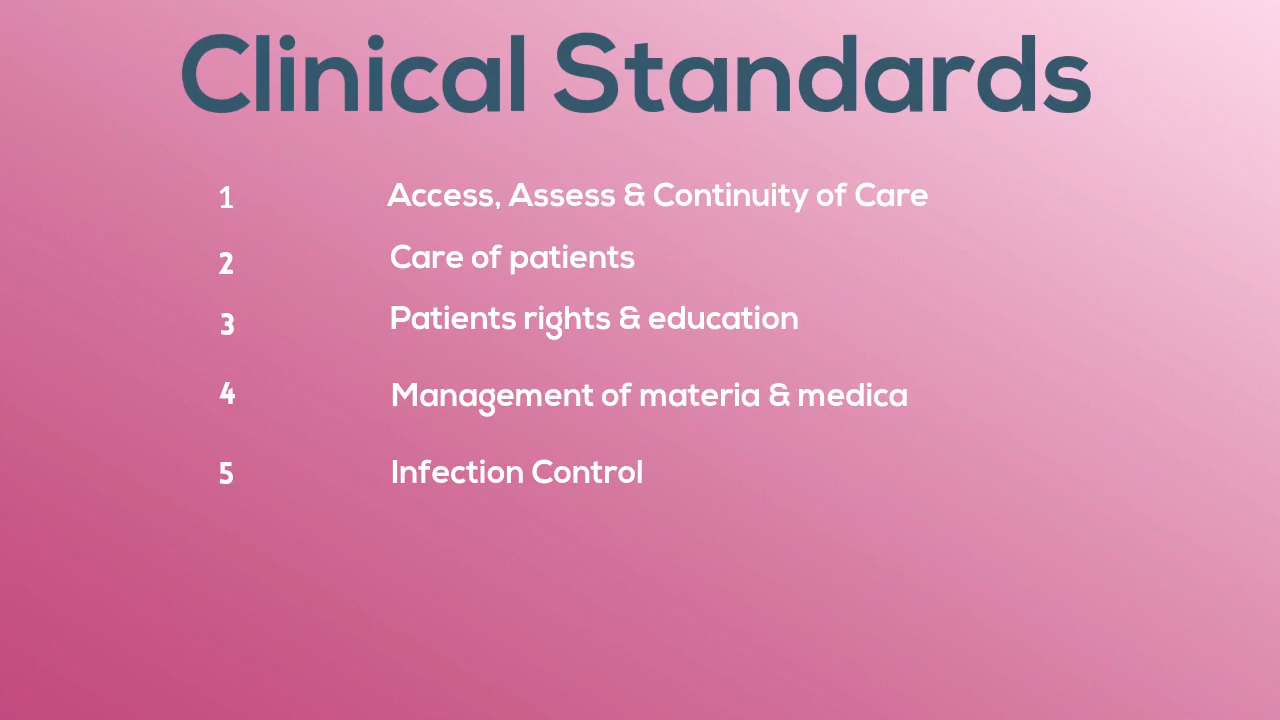 Clinical Standards
1 Access, Assess & Continuity of Care
2 Care of patients
3 Patients rights & education
4 Management of materia & medica
5 Infection Control